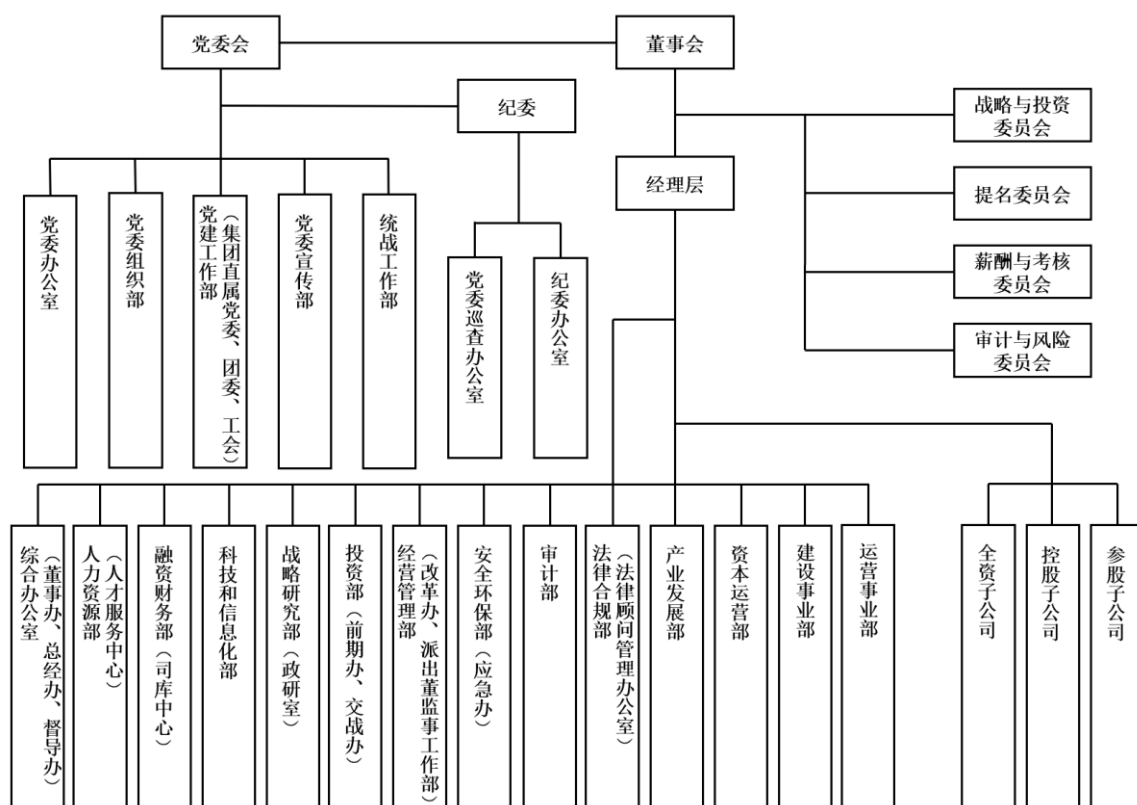 党委会
董事会
纪委
战略与投资
委员会
经理层
提名委员会
薪酬与考核
委员会
审计与风险
委员会
党委办公室
党委组织部
党建工作部
（集团直属党委、团委、工会）
党委宣传部
统战工作部
党委巡查办公室
纪委办公室
综合办公室
（董事办、总经办、督导办）
人力资源部
（人才服务中心）
融资财务部（司库中心）
科技和信息化部
战略研究部（政研室）
投资部（前期办、交战办）
经营管理部
（改革办、派出董监事工作部）
安全环保部（应急办）
审计部
法律合规部
（法律顾问管理办公室）
产业发展部
资本运营部
建设事业部
运营事业部
全资子公司
控股子公司
参股子公司